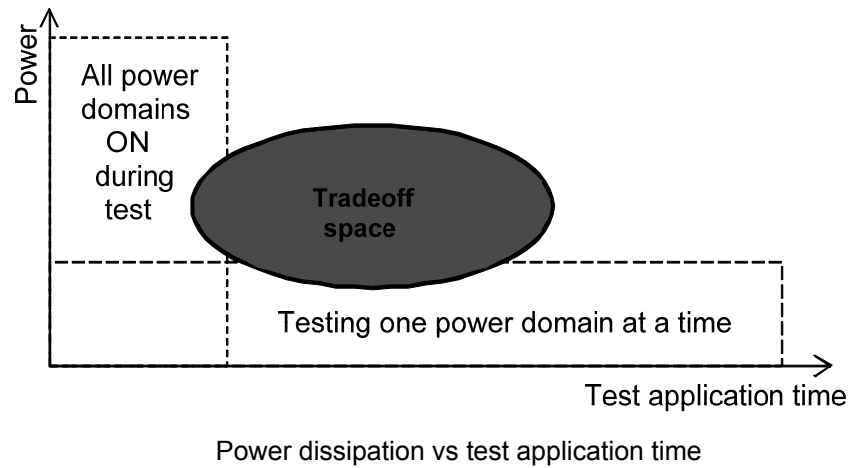 Power
All power
domains
ON
during
test
Tradeoff
space
Testing one power domain at a time
Test application time
Power dissipation vs test application time